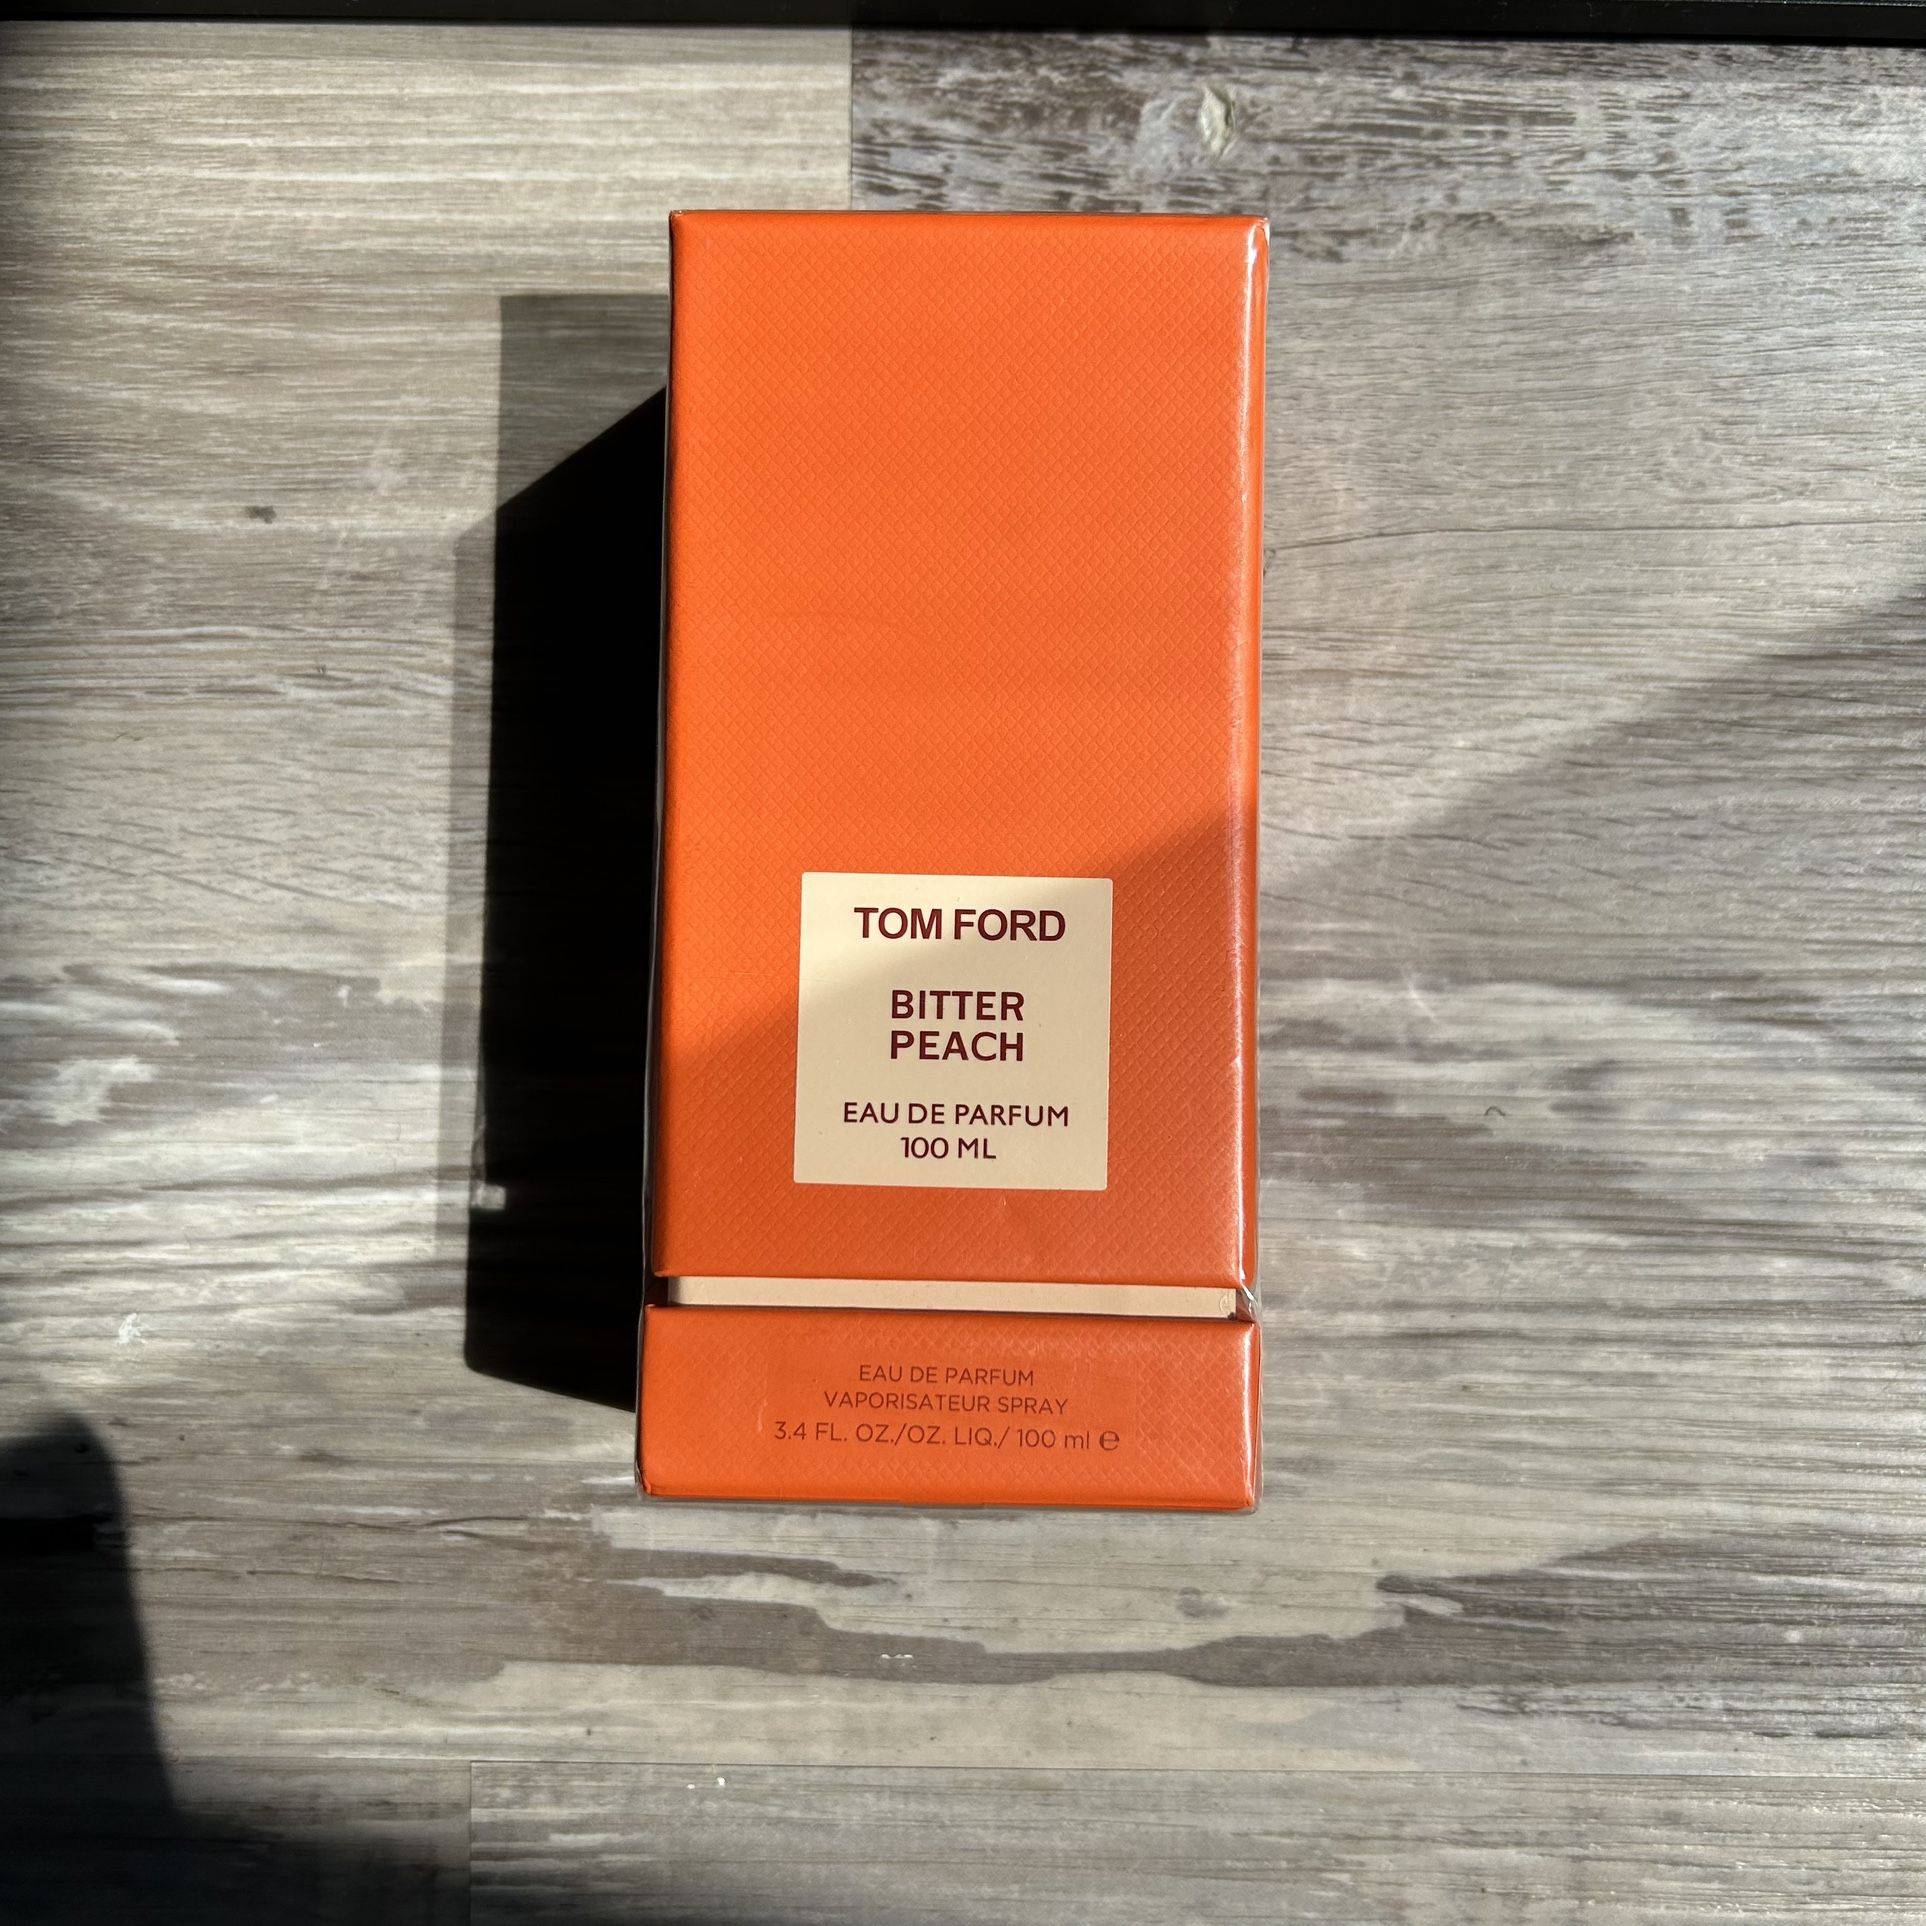 TOM FORD
BITTER
PEACH
EAU DE PARFUM
100 ML
EAU DE PARFUM
VAPORISATEUR SPRAY
3.4 FL. OZ./OZ. LIQ./ 100 ml ℮